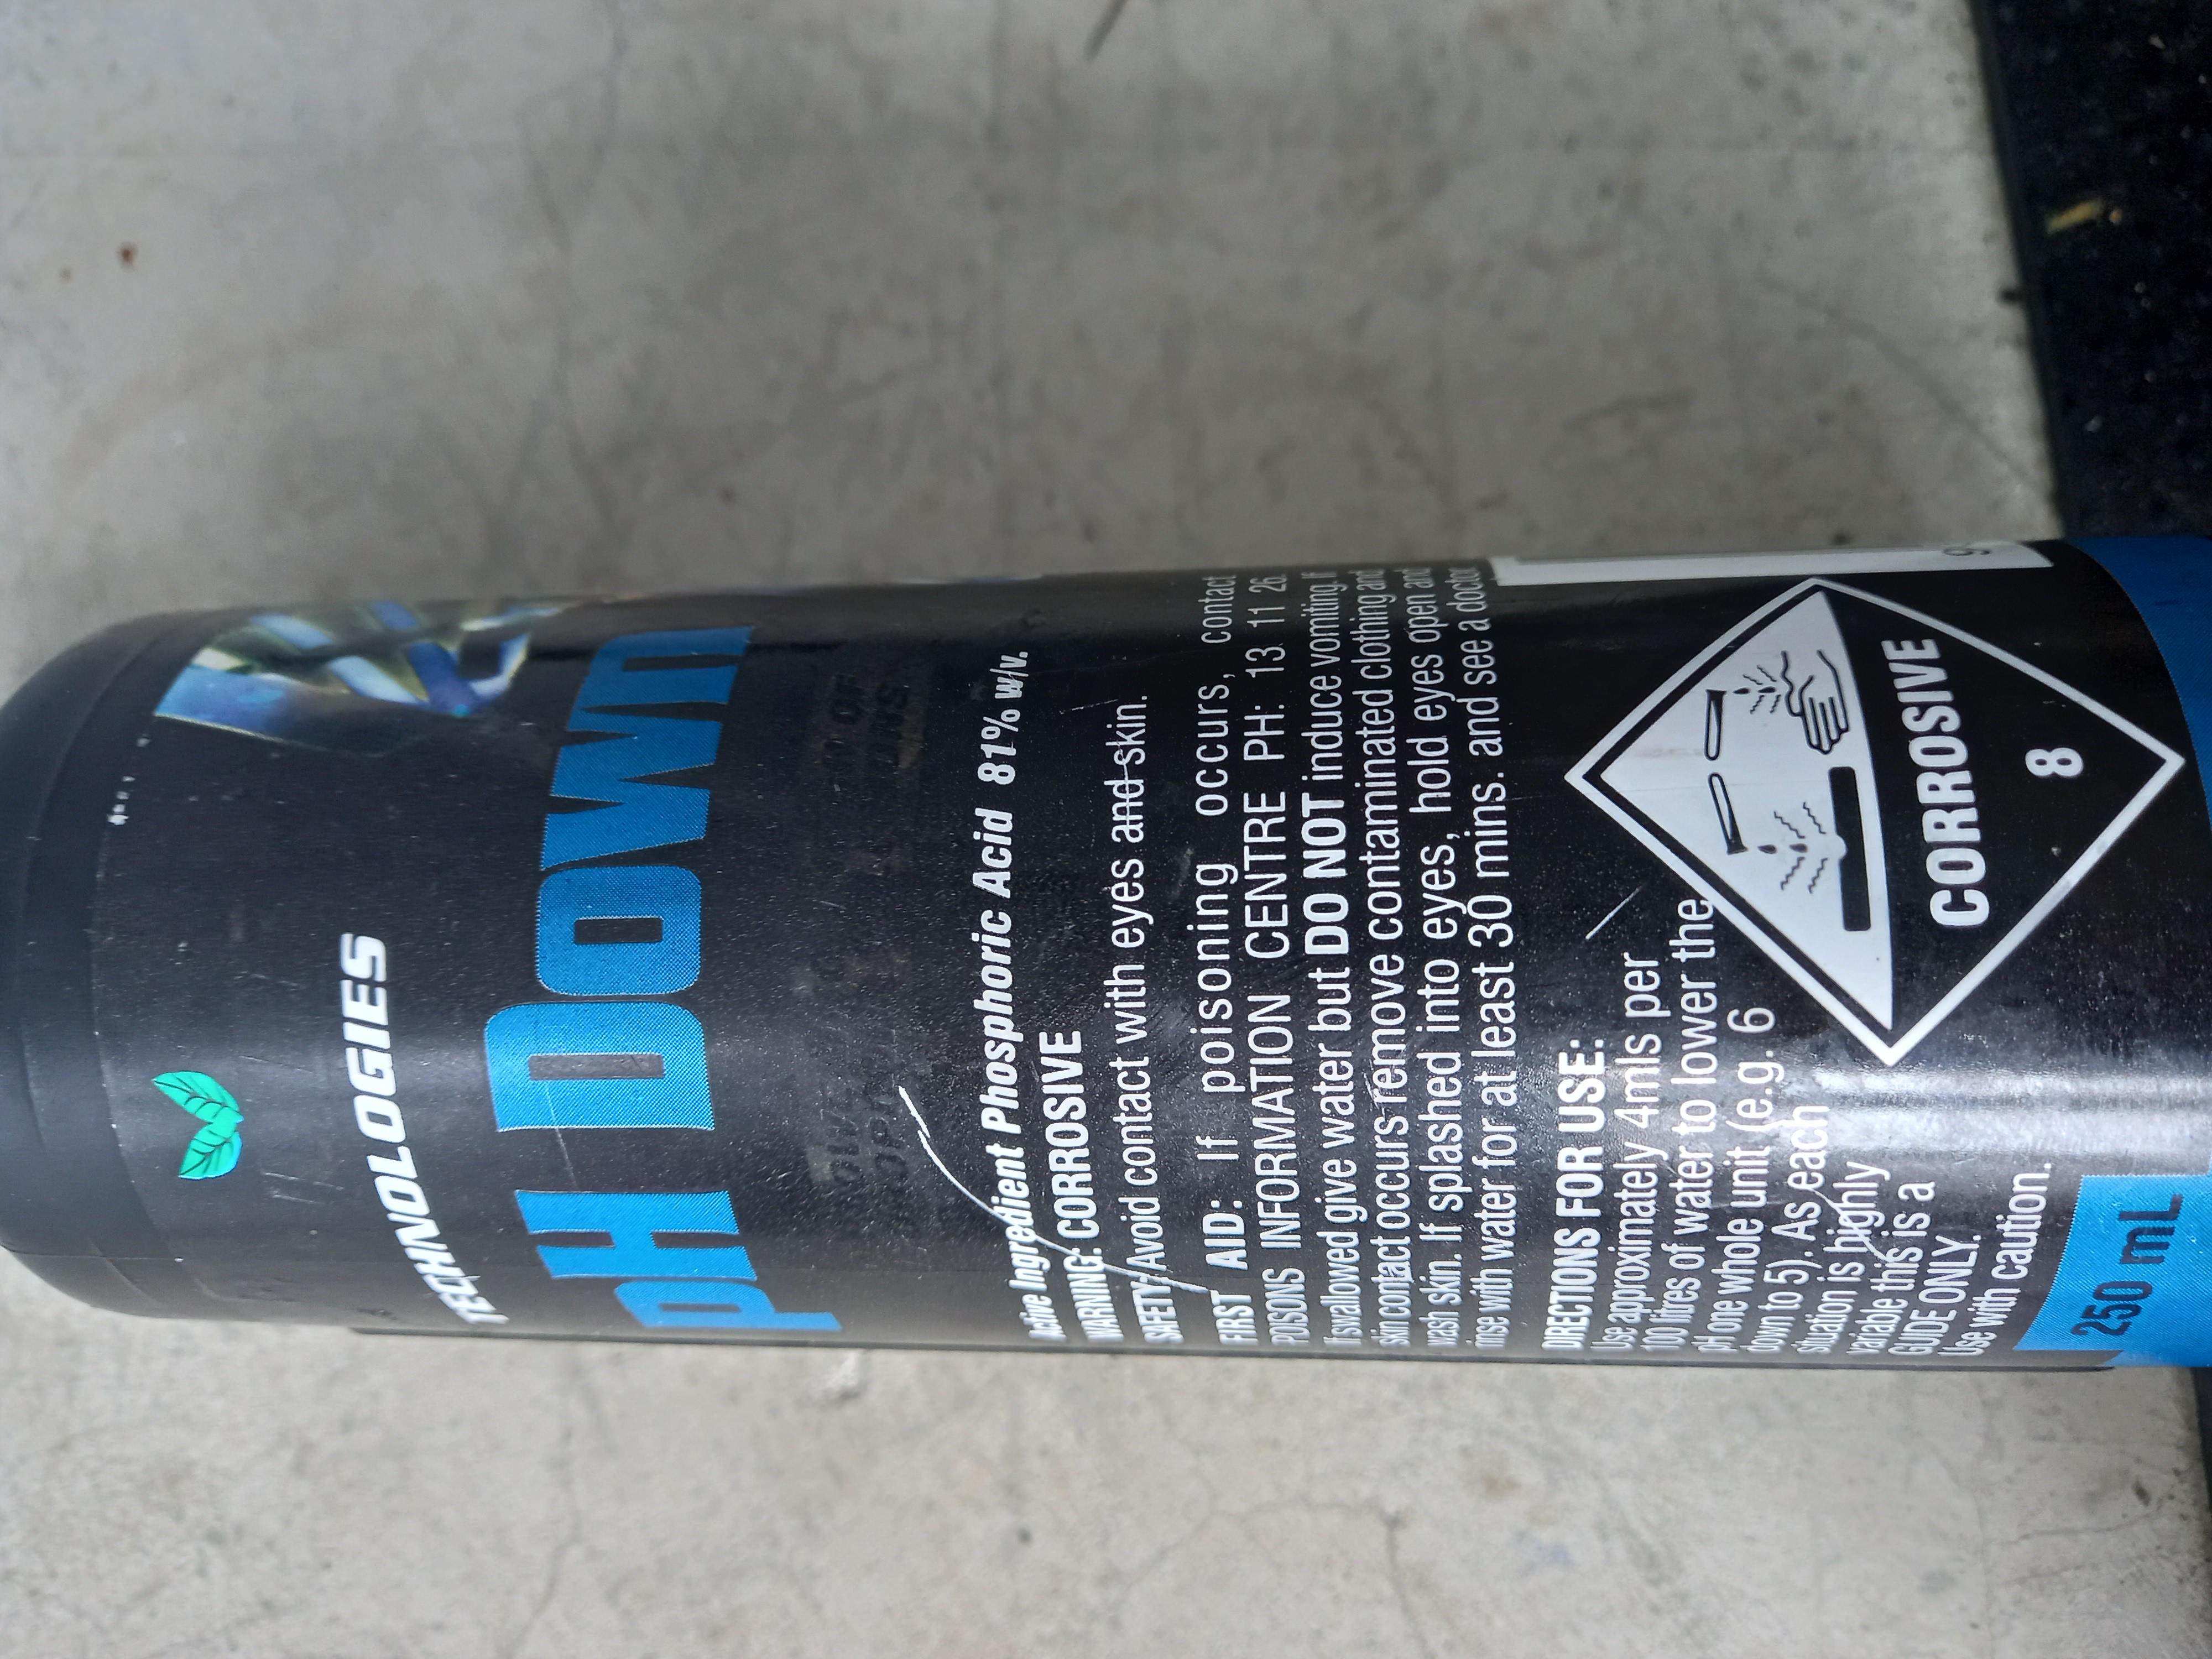 TECHNOLOGIES
pH Down
Active Ingredient Phosphoric Acid 81% w/v.
WARNING: CORROSIVE
SAFETY: Avoid contact with eyes and skin.
FIRST AID: If poisoning occurs, contact
POISONS INFORMATION CENTRE PH: 13 11 26.
If swallowed give water but DO NOT induce vomiting. If
skin contact occurs remove contaminated clothing and
wash skin. If splashed into eyes, hold eyes open and
rinse with water for at least 30 mins. and see a doctor.
DIRECTIONS FOR USE:
Use approximately 4mls per
100 litres of water to lower the
pH one whole unit (e.g. 6
down to 5). As each
situation is highly
variable this is a
GUIDE ONLY.
Use with caution.
CORROSIVE
8
250 mL